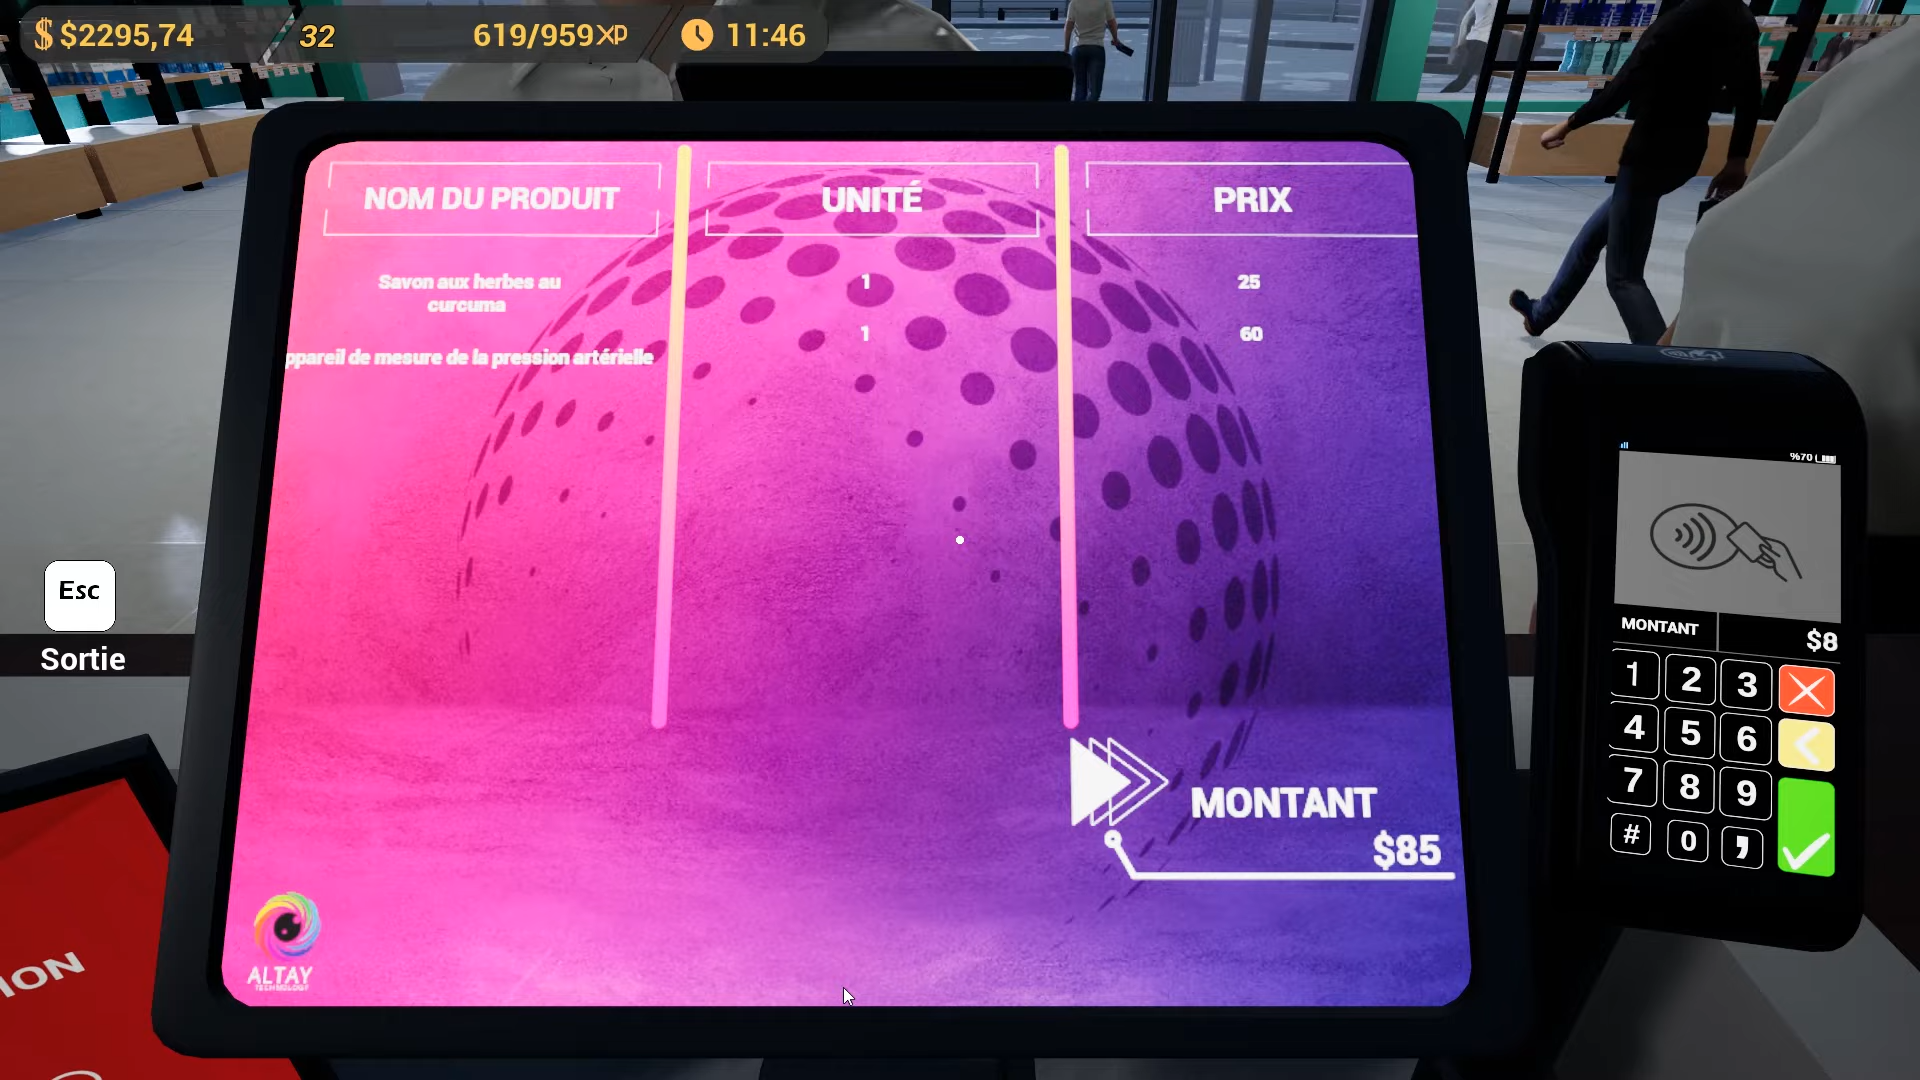 $2295,74
32
619/959XP
11:46
NOM DU PRODUIT
UNITÉ
PRIX
Savon aux herbes au
curcuma
1
25
ppareil de mesure de la pression artérielle
1
60
MONTANT
$85
ALTAY
TECHNOLOGY
Esc
Sortie
ION
%70
MONTANT
$8
1 2 3
4 5 6
7 8 9
# 0 ,